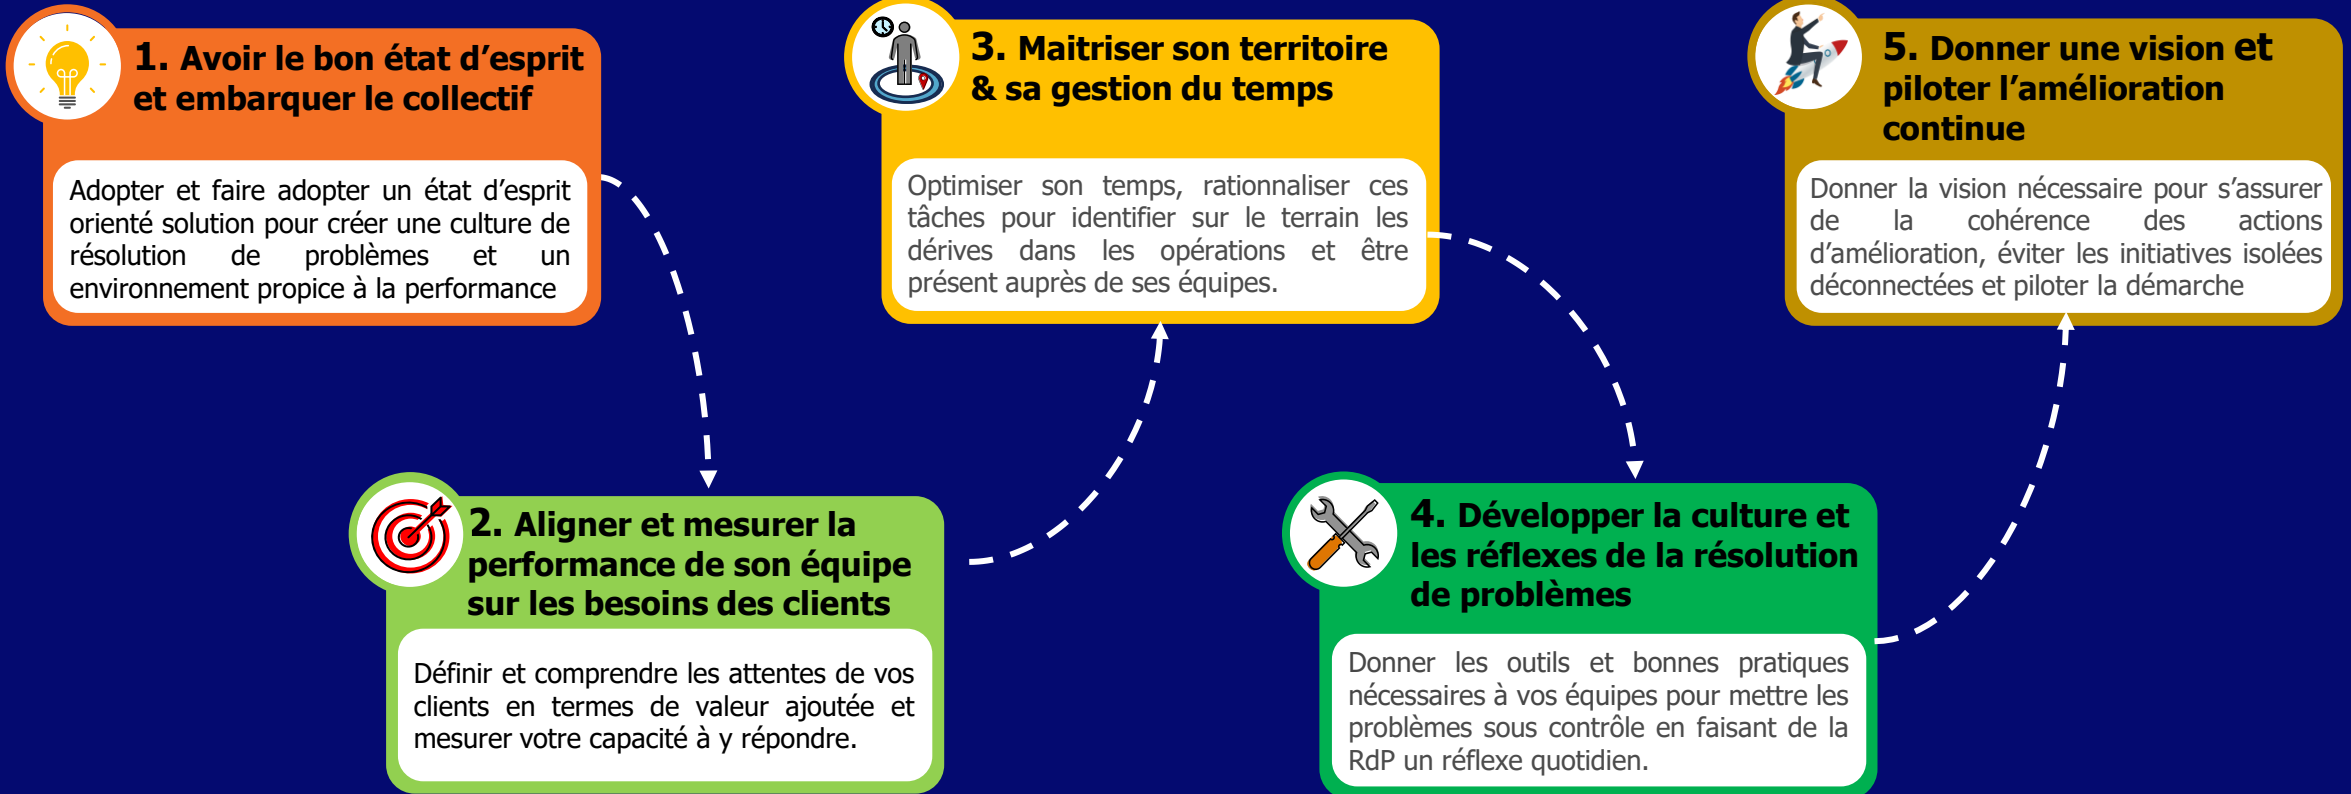 1. Avoir le bon état d’esprit
et embarquer le collectif
Adopter et faire adopter un état d’esprit
orienté solution pour créer une culture de
résolution de problèmes et un
environnement propice à la performance
2. Aligner et mesurer la
performance de son équipe
sur les besoins des clients
Définir et comprendre les attentes de vos
clients en termes de valeur ajoutée et
mesurer votre capacité à y répondre.
3. Maitriser son territoire
& sa gestion du temps
Optimiser son temps, rationnaliser ces
tâches pour identifier sur le terrain les
dérives dans les opérations et être
présent auprès de ses équipes.
4. Développer la culture et
les réflexes de la résolution
de problèmes
Donner les outils et bonnes pratiques
nécessaires à vos équipes pour mettre les
problèmes sous contrôle en faisant de la
RdP un réflexe quotidien.
5. Donner une vision et
piloter l’amélioration
continue
Donner la vision nécessaire pour s’assurer
de la cohérence des actions
d’amélioration, éviter les initiatives isolées
déconnectées et piloter la démarche